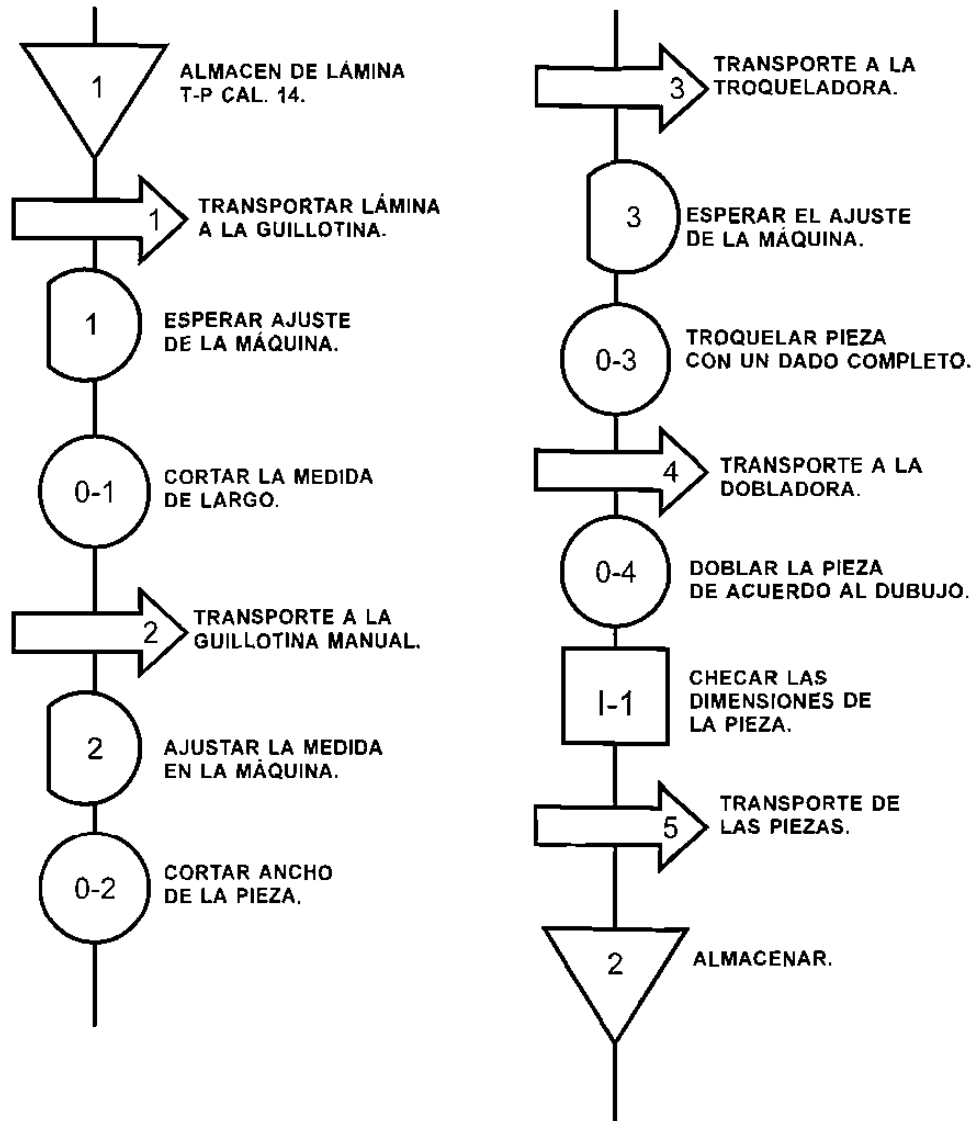 1
ALMACEN DE LÁMINA
T-P CAL. 14.
1
TRANSPORTAR LÁMINA
A LA GUILLOTINA.
1
ESPERAR AJUSTE
DE LA MÁQUINA.
0-1
CORTAR LA MEDIDA
DE LARGO.
2
TRANSPORTE A LA
GUILLOTINA MANUAL.
2
AJUSTAR LA MEDIDA
EN LA MÁQUINA.
0-2
CORTAR ANCHO
DE LA PIEZA.
3
TRANSPORTE A LA
TROQUELADORA.
3
ESPERAR EL AJUSTE
DE LA MÁQUINA.
0-3
TROQUELAR PIEZA
CON UN DADO COMPLETO.
4
TRANSPORTE A LA
DOBLADORA.
0-4
DOBLAR LA PIEZA
DE ACUERDO AL DUBUJO.
I-1
CHECAR LAS
DIMENSIONES DE
LA PIEZA.
5
TRANSPORTE DE
LAS PIEZAS.
2
ALMACENAR.